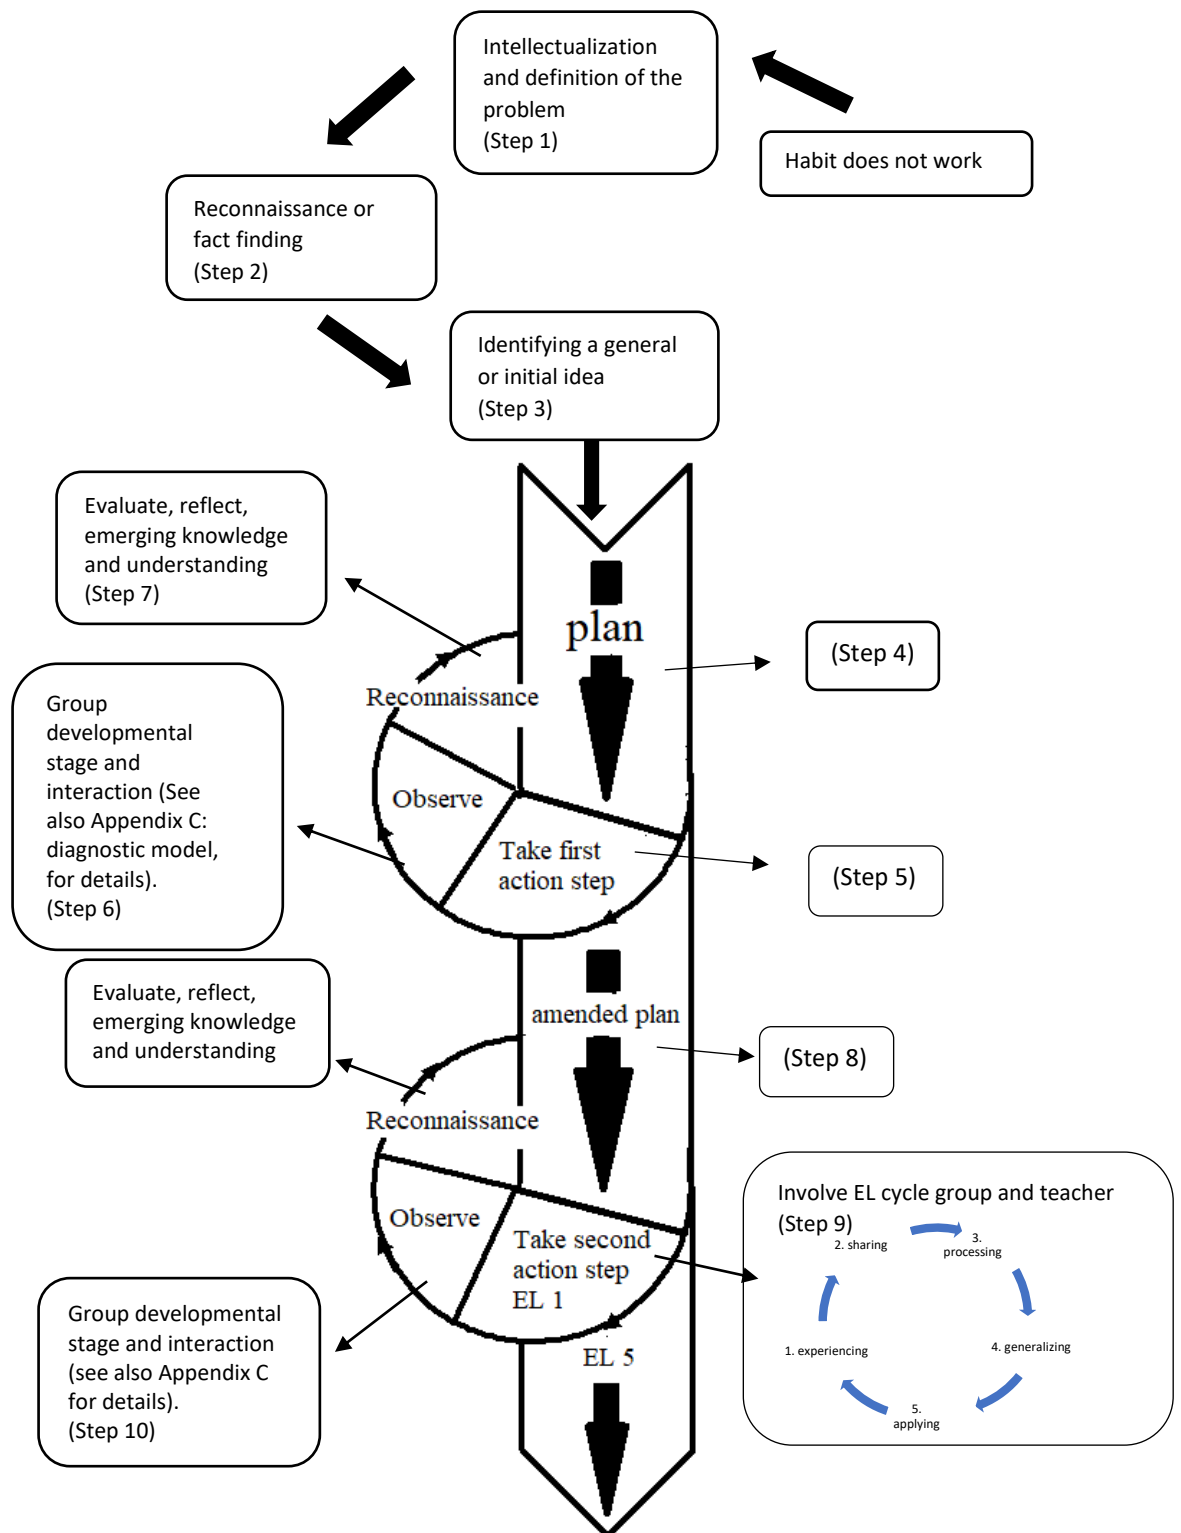 Intellectualization
and definition of the
problem
(Step 1)
Habit does not work
Reconnaissance or
fact finding
(Step 2)
Identifying a general
or initial idea
(Step 3)
Evaluate, reflect,
emerging knowledge
and understanding
(Step 7)
plan
(Step 4)
Reconnaissance
Group
developmental
stage and
interaction (See
also Appendix C:
diagnostic model,
for details).
(Step 6)
Observe
Take first
action step
(Step 5)
Evaluate, reflect,
emerging knowledge
and understanding
amended plan
(Step 8)
Reconnaissance
Observe
Take second
action step
EL 1
EL 5
Involve EL cycle group and teacher
(Step 9)
2. sharing
3.
processing
1. experiencing
4. generalizing
5.
applying
Group developmental
stage and interaction
(see also Appendix C
for details).
(Step 10)